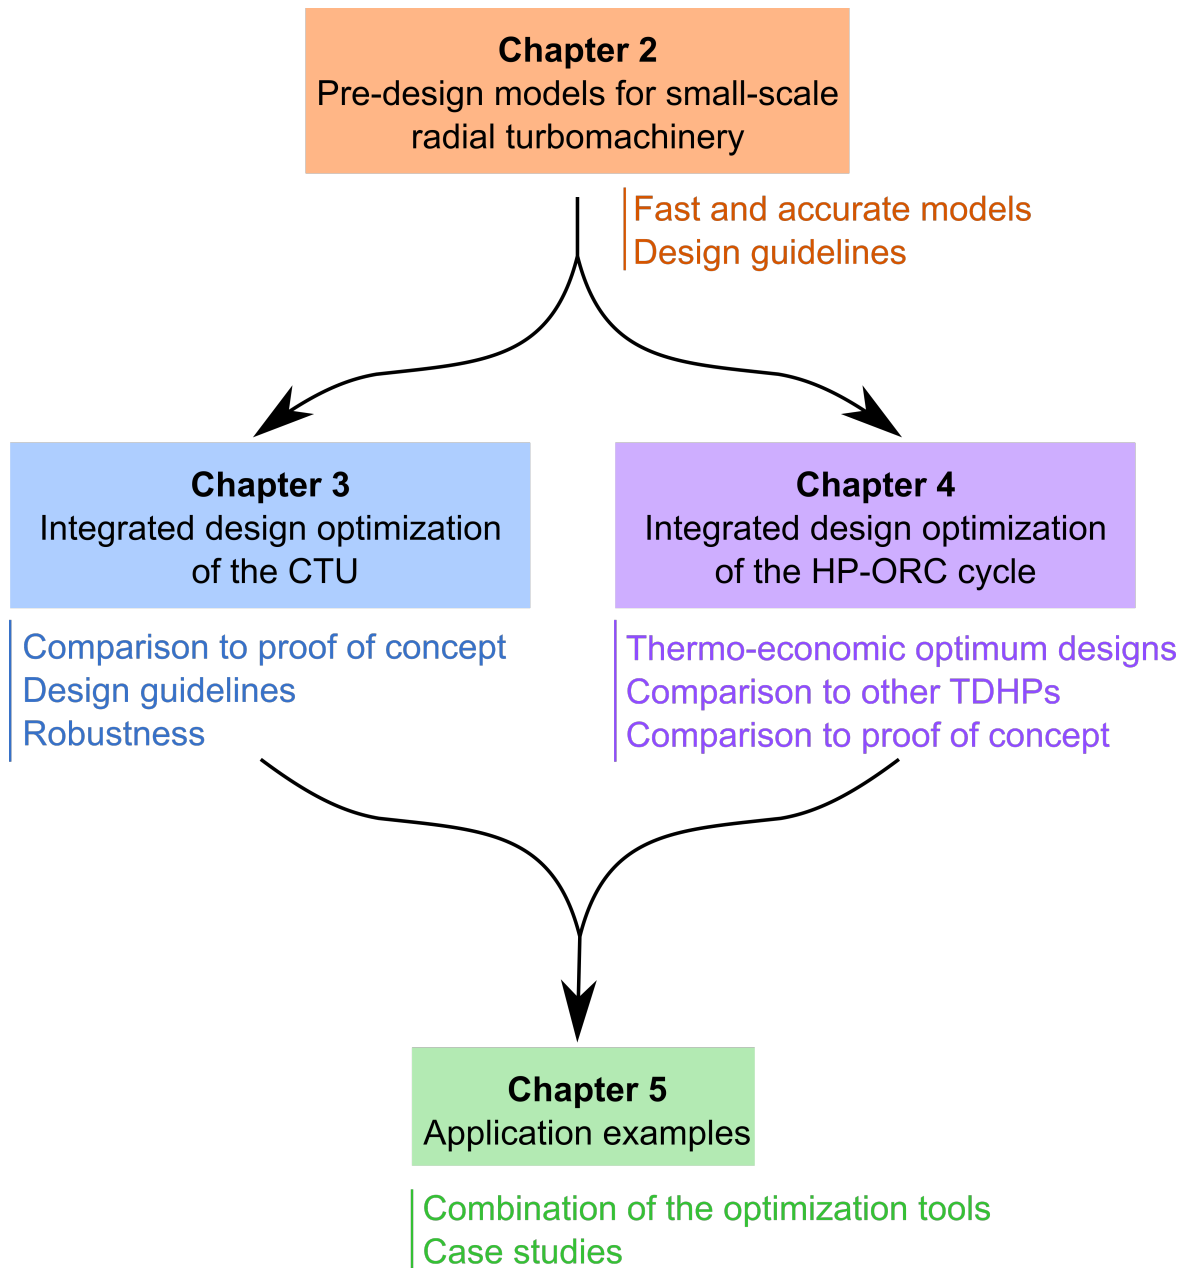 Chapter 2
Pre-design models for small-scale
radial turbomachinery
Fast and accurate models
Design guidelines
Chapter 3
Integrated design optimization
of the CTU
Comparison to proof of concept
Design guidelines
Robustness
Chapter 4
Integrated design optimization
of the HP-ORC cycle
Thermo-economic optimum designs
Comparison to other TDHPs
Comparison to proof of concept
Chapter 5
Application examples
Combination of the optimization tools
Case studies